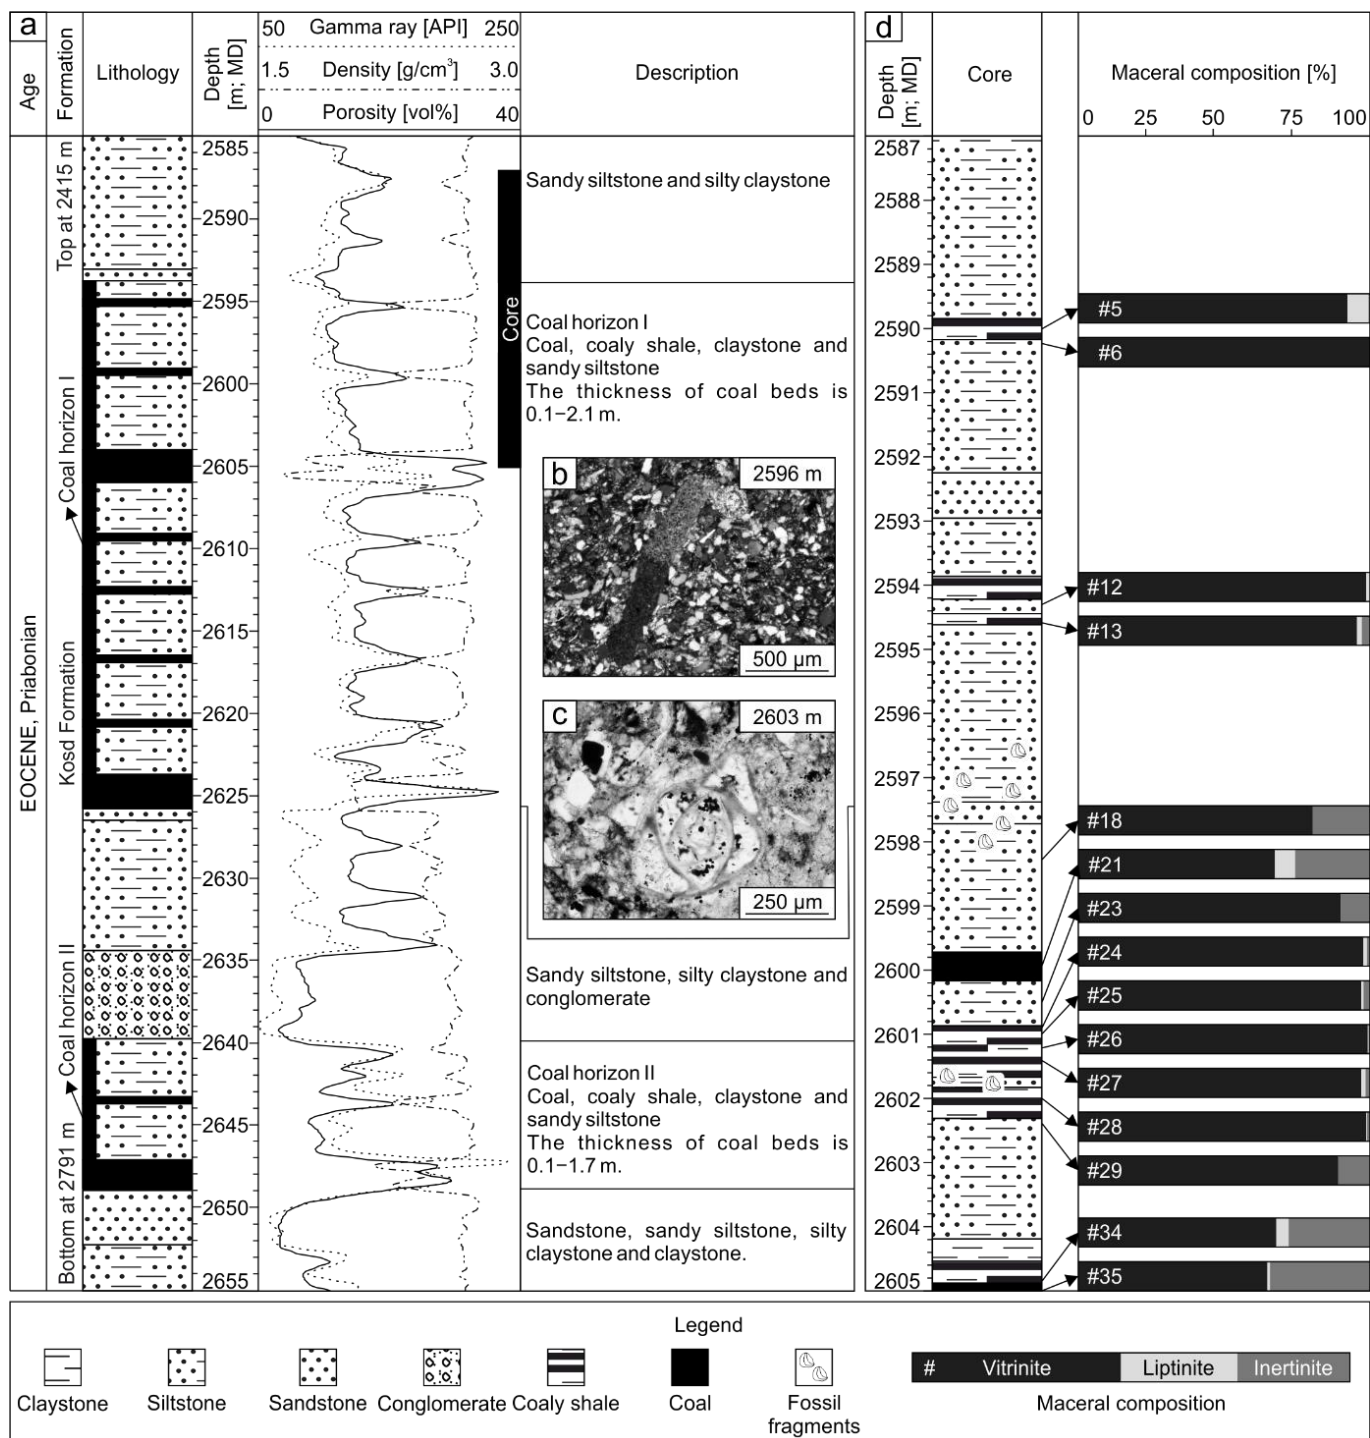 a
Age
Formation
Lithology
Depth
[m; MD]
50 Gamma ray [API] 250
1.5 Density [g/cm³] 3.0
0 Porosity [vol%] 40
Description
EOCENE, Priabonian
Top at 2415 m
Coal horizon I
Kosd Formation
Coal horizon II
Bottom at 2791 m
2585
2590
2595
2600
2605
2610
2615
2620
2625
2630
2635
2640
2645
2650
2655
Core
Sandy siltstone and silty claystone
Coal horizon I
Coal, coaly shale, claystone and
sandy siltstone
The thickness of coal beds is
0.1–2.1 m.
b
2596 m
500 µm
c
2603 m
250 µm
Sandy siltstone, silty claystone and
conglomerate
Coal horizon II
Coal, coaly shale, claystone and
sandy siltstone
The thickness of coal beds is
0.1–1.7 m.
Sandstone, sandy siltstone, silty
claystone and claystone.
d
Depth
[m; MD]
Core
Maceral composition [%]
0 25 50 75 100
2587
2588
2589
2590
2591
2592
2593
2594
2595
2596
2597
2598
2599
2600
2601
2602
2603
2604
2605
#5
#6
#12
#13
#18
#21
#23
#24
#25
#26
#27
#28
#29
#34
#35
Legend
Claystone
Siltstone
Sandstone
Conglomerate
Coaly shale
Coal
Fossil
fragments
# Vitrinite Liptinite Inertinite
Maceral composition